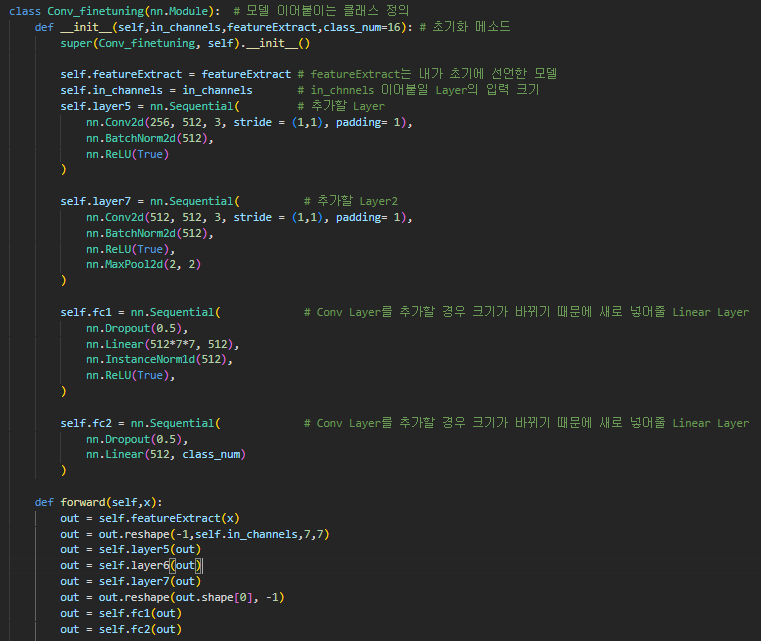 class Conv_finetuning(nn.Module):  # 모델 이어붙이는 클래스 정의
    def __init__(self,in_channels,featureExtract,class_num=16): # 초기화 메소드
        super(Conv_finetuning, self).__init__()
        self.featureExtract = featureExtract # featureExtract는 내가 초기에 선언한 모델
        self.in_channels = in_channels       # in_chnnels 이어붙일 Layer의 입력 크기
        self.layer5 = nn.Sequential(         # 추가할 Layer
            nn.Conv2d(256, 512, 3, stride = (1,1), padding= 1),
            nn.BatchNorm2d(512),
            nn.ReLU(True)
        )
        self.layer7 = nn.Sequential(          # 추가할 Layer2
            nn.Conv2d(512, 512, 3, stride = (1,1), padding= 1),
            nn.BatchNorm2d(512),
            nn.ReLU(True),
            nn.MaxPool2d(2, 2)
        )
        self.fc1 = nn.Sequential(             # Conv Layer를 추가할 경우 크기가 바뀌기 때문에 새로 넣어줄 Linear Layer
            nn.Dropout(0.5),
            nn.Linear(512*7*7, 512),
            nn.InstanceNorm1d(512),
            nn.ReLU(True),
        )
        self.fc2 = nn.Sequential(             # Conv Layer를 추가할 경우 크기가 바뀌기 때문에 새로 넣어줄 Linear Layer
            nn.Dropout(0.5),
            nn.Linear(512, class_num)
        )
    def forward(self,x):
        out = self.featureExtract(x)
        out = out.reshape(-1,self.in_channels,7,7)
        out = self.layer5(out)
        out = self.layer6(out)
        out = self.layer7(out)
        out = out.reshape(out.shape[0], -1)
        out = self.fc1(out)
        out = self.fc2(out)